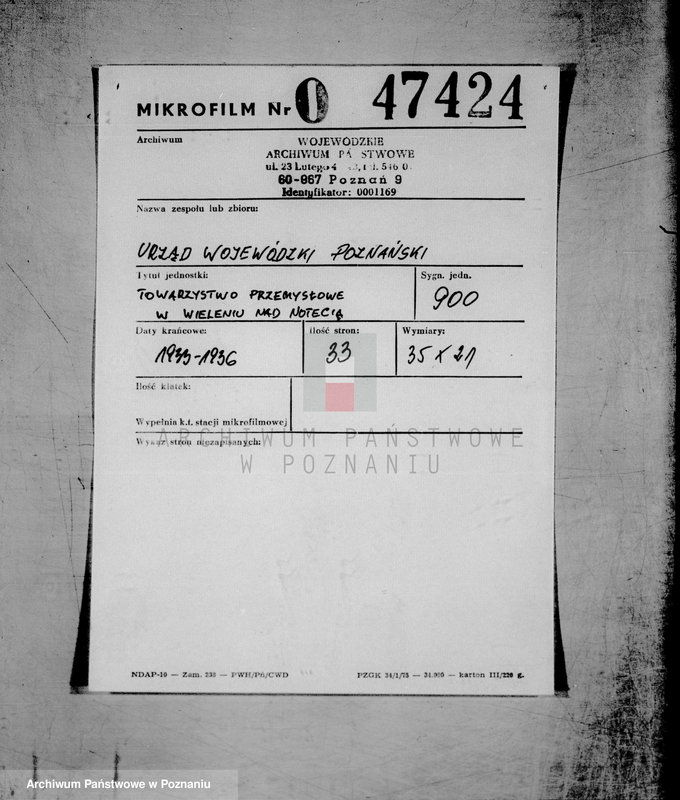 MIKROFILM Nr 0 47424
Archiwum
WOJEWÓDZKIE
ARCHIWUM PAŃSTWOWE
ul. 23 Lutego 4
60-967 Poznań 9
Identyfikator: 0001169
Nazwa zespołu lub zbioru:
URZĄD WOJEWÓDZKI POZNAŃSKI
Tytuł jednostki:
Sygn. jedn.
TOWARZYSTWO PRZEMYSŁOWE
W WIELENIU NAD NOTECIĄ
900
Daty krańcowe:
Ilość stron:
Wymiary:
1933-1936
33
35 X 21
Ilość klatek:
Wypełnia k.t. stacji mikrofilmowej
Wykaz stron niezapisanych:
ARCHIWUM PAŃSTWOWE
W POZNANIU
NDAP-10 — Zam. 238 — PWH/Pń/CWD
PZGK 34/1/75 — 34.000 — karton III/220 g.
Archiwum Państwowe w Poznaniu